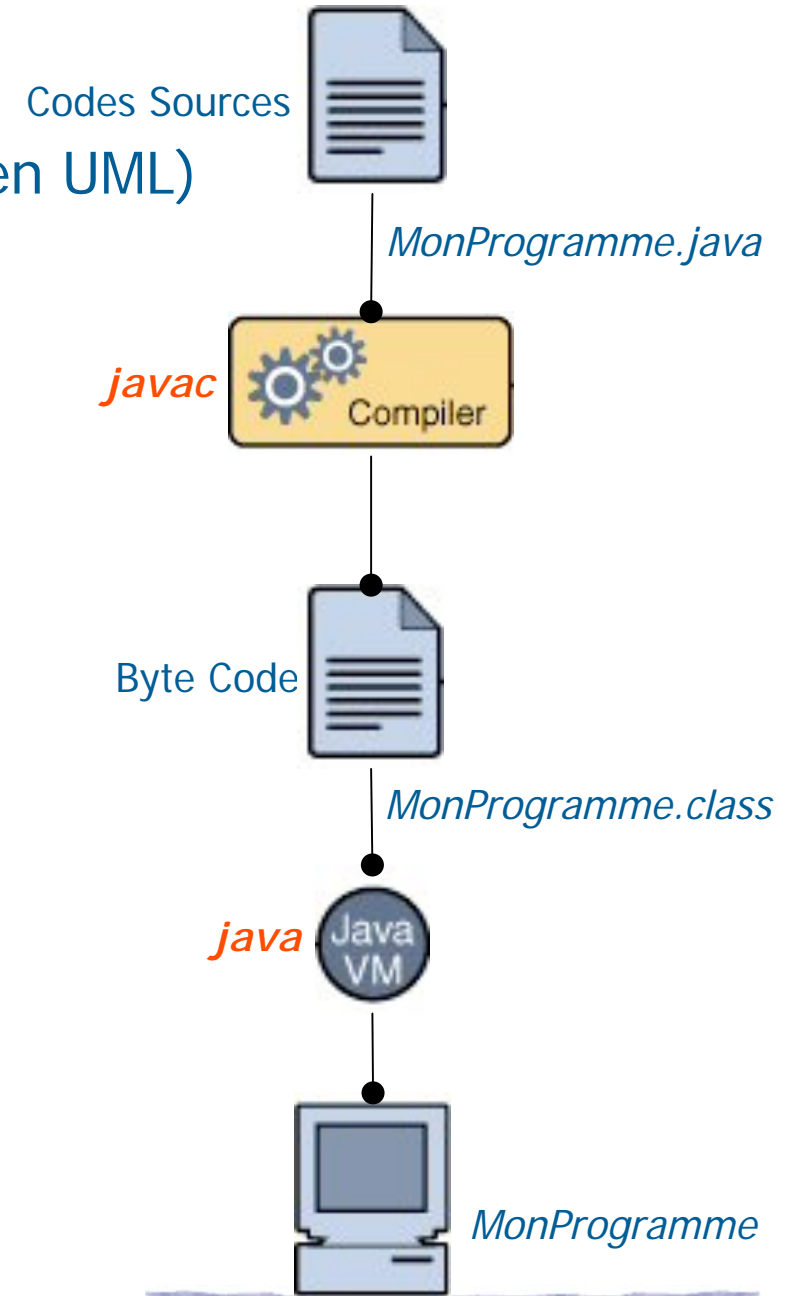 Codes Sources
en UML)
MonProgramme.java
javac
Compiler
Byte Code
MonProgramme.class
java
Java
VM
MonProgramme